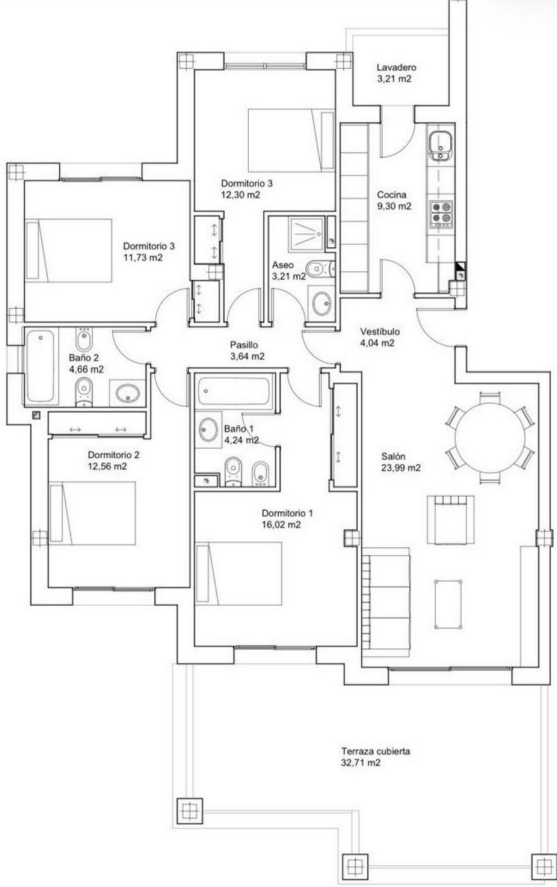 Lavadero
3,21 m2
Dormitorio 3
12,30 m2
Cocina
9,30 m2
Dormitorio 3
11,73 m2
Aseo
3,21 m2
Vestíbulo
4,04 m2
Pasillo
3,64 m2
Baño 2
4,66 m2
Baño 1
4,24 m2
Dormitorio 2
12,56 m2
Salón
23,99 m2
Dormitorio 1
16,02 m2
Terraza cubierta
32,71 m2